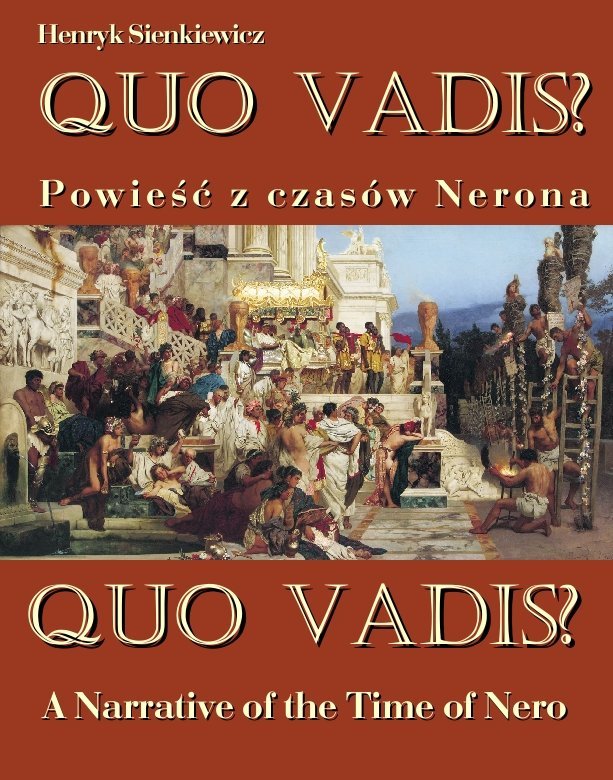 Henryk Sienkiewicz
QUO VADIS?
Powieść z czasów Nerona
QUO VADIS?
A Narrative of the Time of Nero